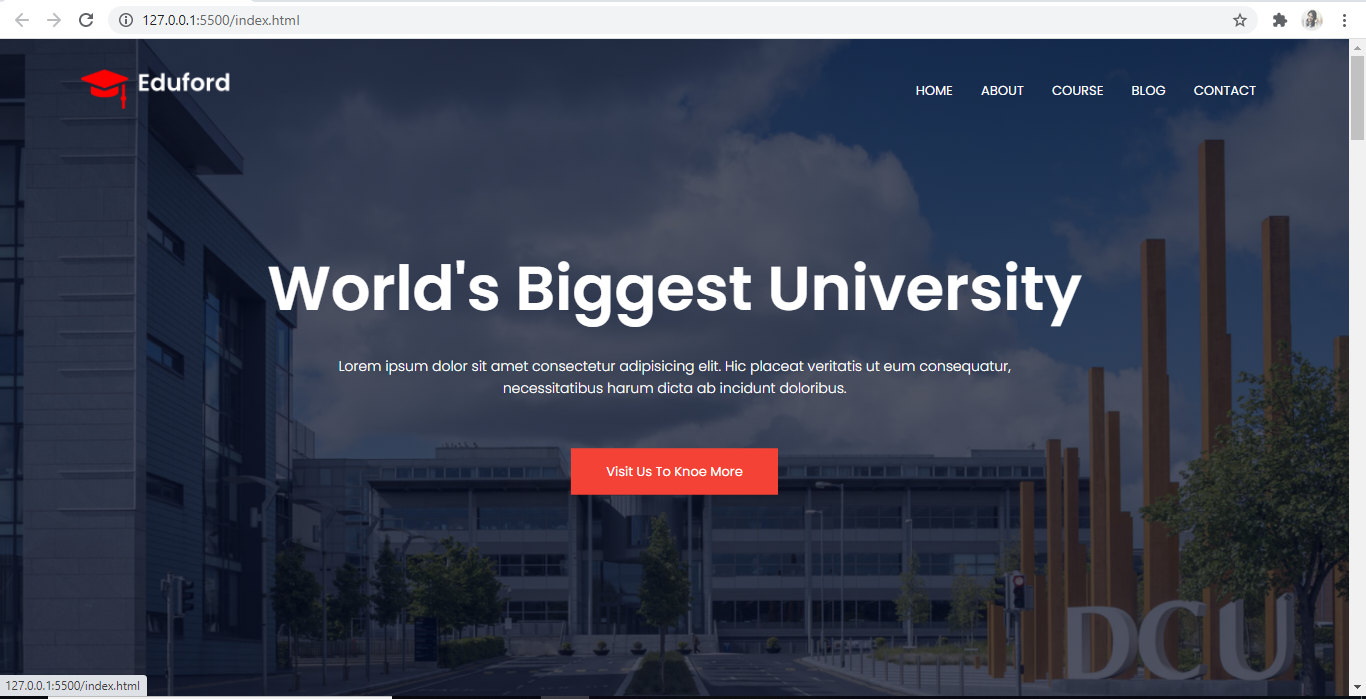 127.0.0.1:5500/index.html
Eduford
HOME ABOUT COURSE BLOG CONTACT
World's Biggest University
Lorem ipsum dolor sit amet consectetur adipisicing elit. Hic placeat veritatis ut eum consequatur,
necessitatibus harum dicta ab incidunt doloribus.
Visit Us To Knoe More
DCU
127.0.0.1:5500/index.html